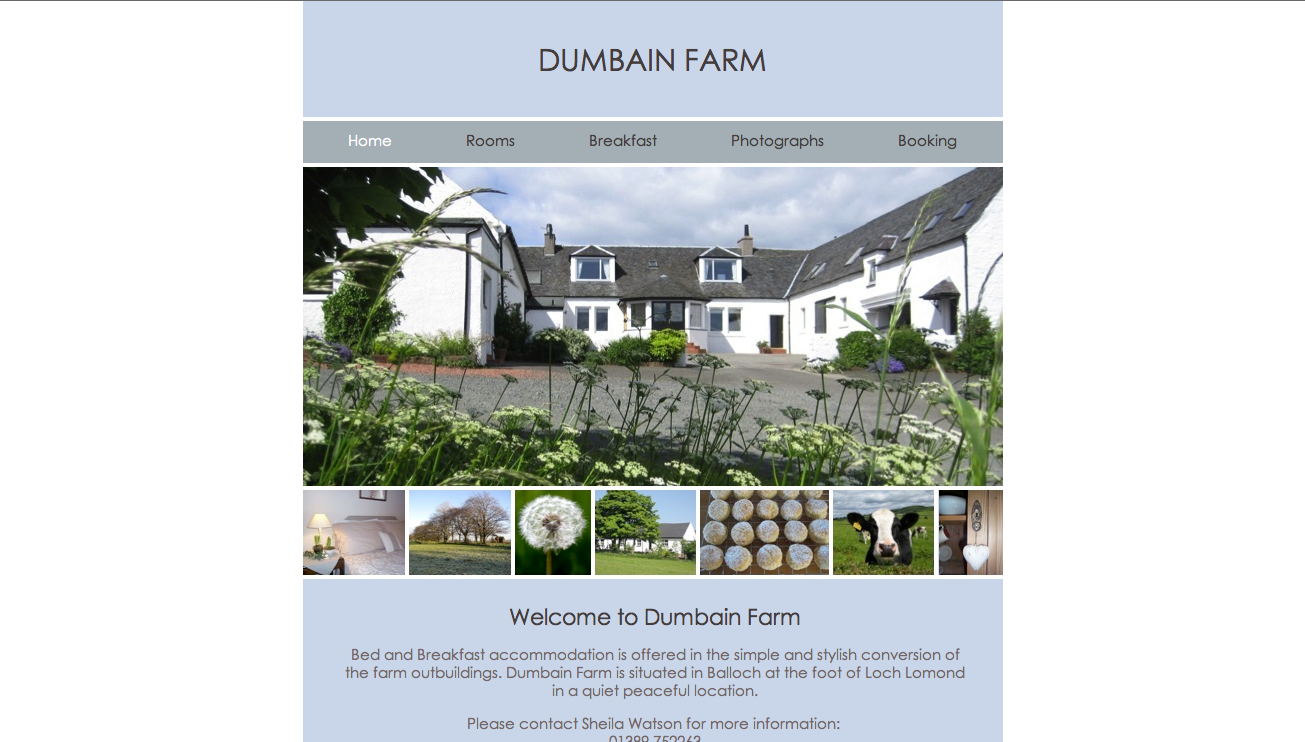 DUMBAIN FARM
Home Rooms Breakfast Photographs Booking
Welcome to Dumbain Farm
Bed and Breakfast accommodation is offered in the simple and stylish conversion of
the farm outbuildings. Dumbain Farm is situated in Balloch at the foot of Loch Lomond
in a quiet peaceful location.
Please contact Sheila Watson for more information:
01389 752263